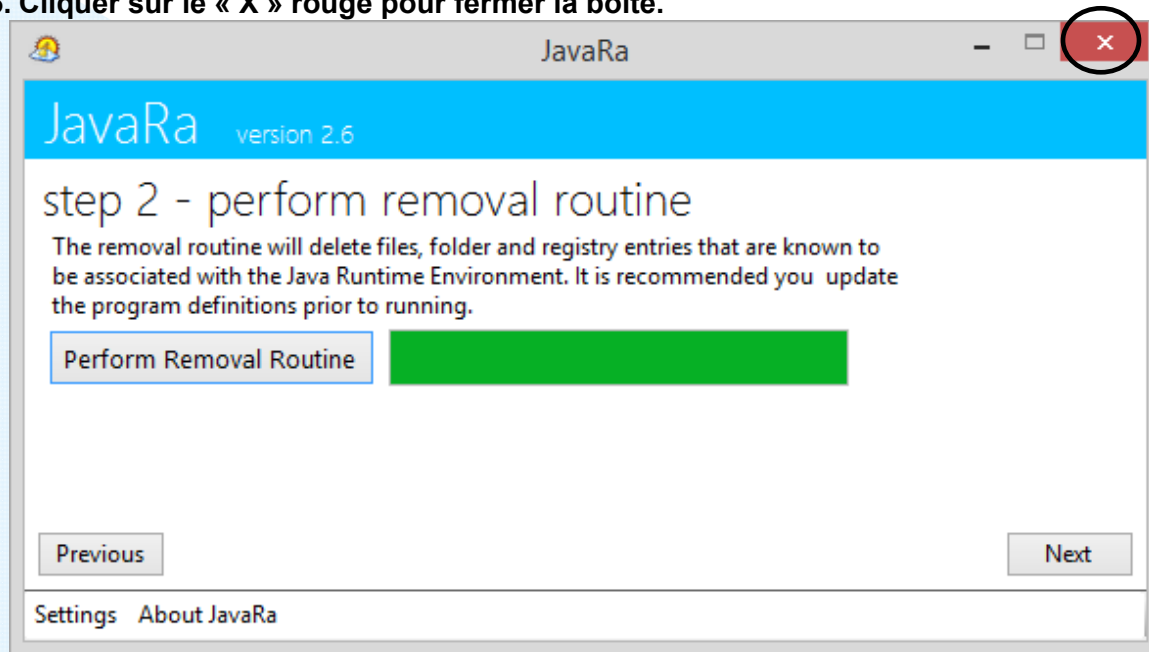 . Cliquer sur le « X » rouge pour fermer la boîte.
JavaRa
JavaRa version 2.6
step 2 - perform removal routine
The removal routine will delete files, folder and registry entries that are known to
be associated with the Java Runtime Environment. It is recommended you update
the program definitions prior to running.
Perform Removal Routine
Previous
Next
Settings About JavaRa